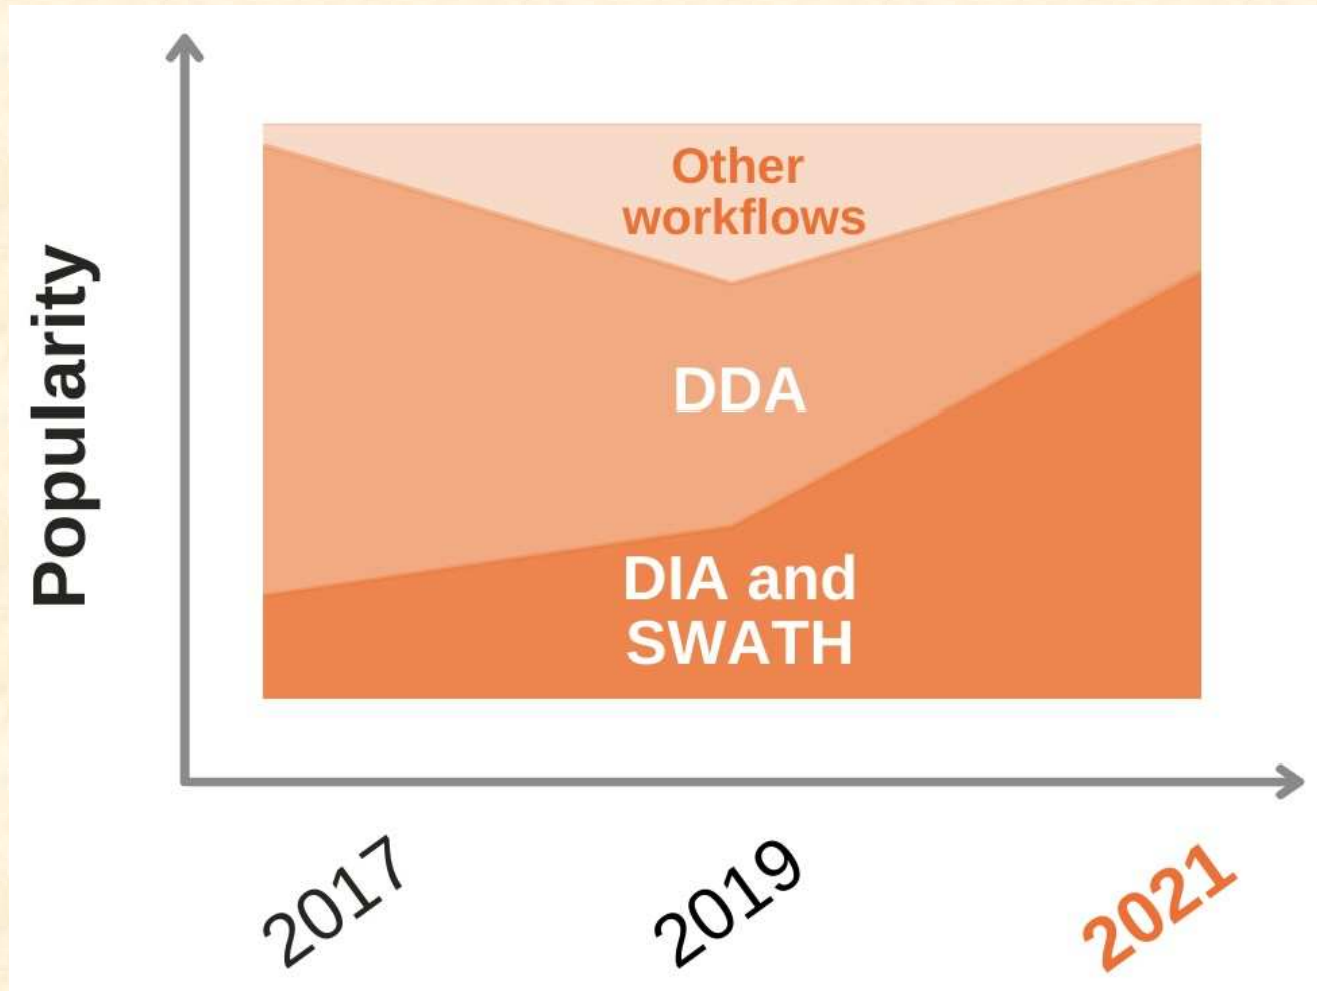 Popularity
Other
workflows
DDA
DIA and
SWATH
2017
2019
2021